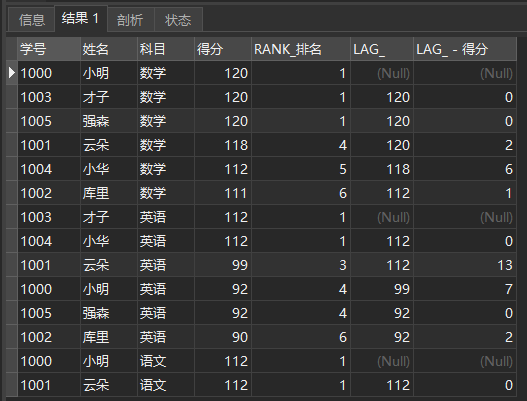 信息 结果 1 剖析 状态
学号 姓名 科目 得分 RANK_排名 LAG_ LAG_ - 得分
1000 小明 数学 120 1 (Null) (Null)
1003 才子 数学 120 1 120 0
1005 强森 数学 120 1 120 0
1001 云朵 数学 118 4 120 2
1004 小华 数学 112 5 118 6
1002 库里 数学 111 6 112 1
1003 才子 英语 112 1 (Null) (Null)
1004 小华 英语 112 1 112 0
1001 云朵 英语 99 3 112 13
1000 小明 英语 92 4 99 7
1005 强森 英语 92 4 92 0
1002 库里 英语 90 6 92 2
1000 小明 语文 112 1 (Null) (Null)
1001 云朵 语文 112 1 112 0